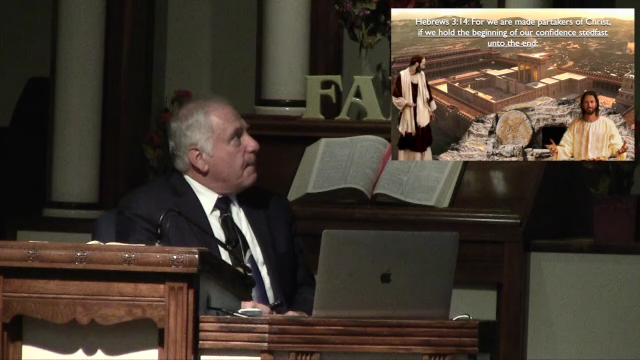 Hebrews 3:14: For we are made partakers of Christ,
if we hold the beginning of our confidence stedfast
unto the end;
FA